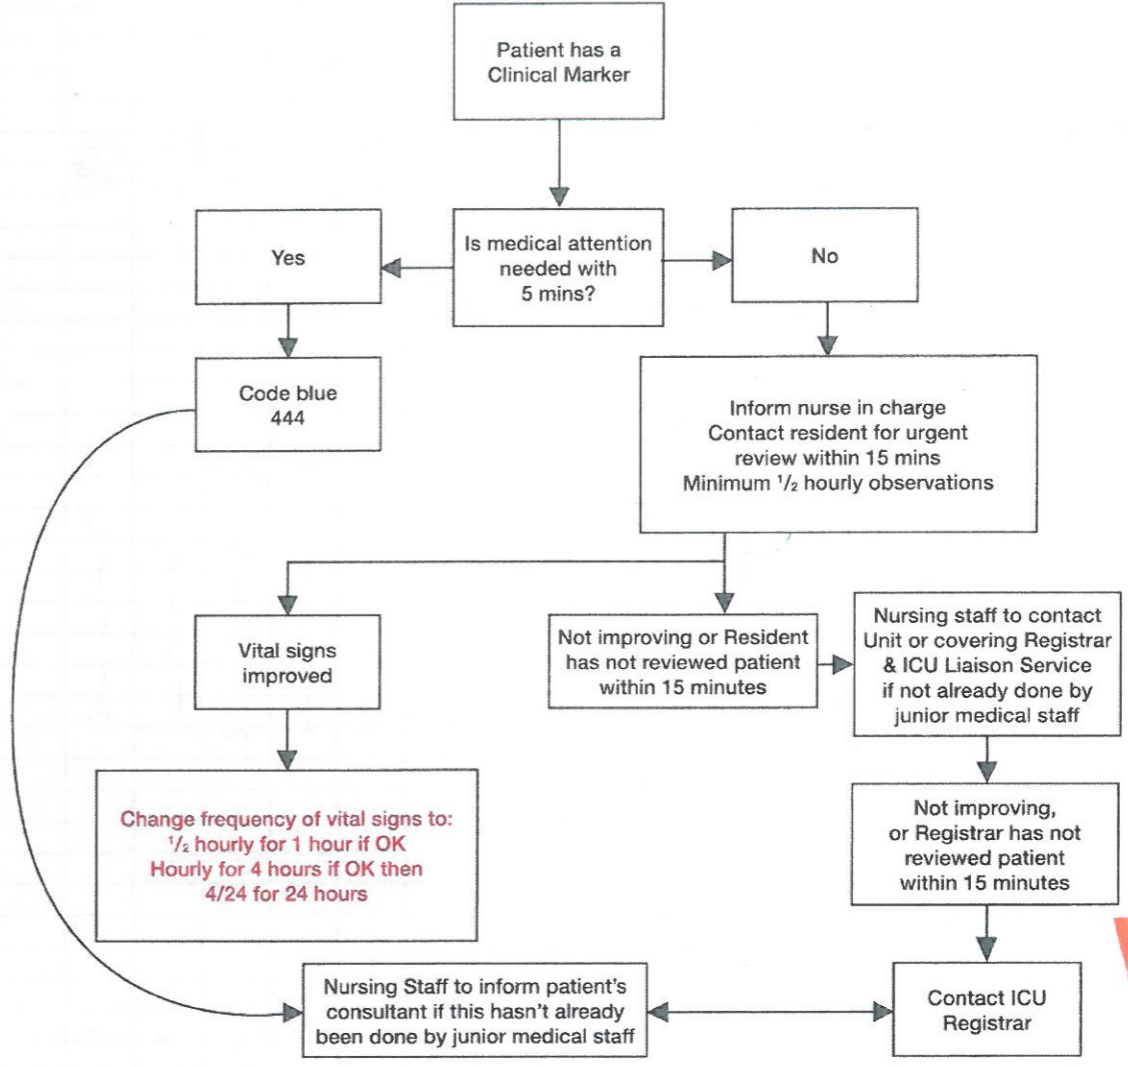 Patient has a
Clinical Marker
Yes
Is medical attention
needed with
5 mins?
No
Code blue
444
Inform nurse in charge
Contact resident for urgent
review within 15 mins
Minimum 1/2 hourly observations
Vital signs
improved
Not improving or Resident
has not reviewed patient
within 15 minutes
Nursing staff to contact
Unit or covering Registrar
& ICU Liaison Service
if not already done by
junior medical staff
Change frequency of vital signs to:
1/2 hourly for 1 hour if OK
Hourly for 4 hours if OK then
4/24 for 24 hours
Not improving,
or Registrar has not
reviewed patient
within 15 minutes
Nursing Staff to inform patient's
consultant if this hasn't already
been done by junior medical staff
Contact ICU
Registrar